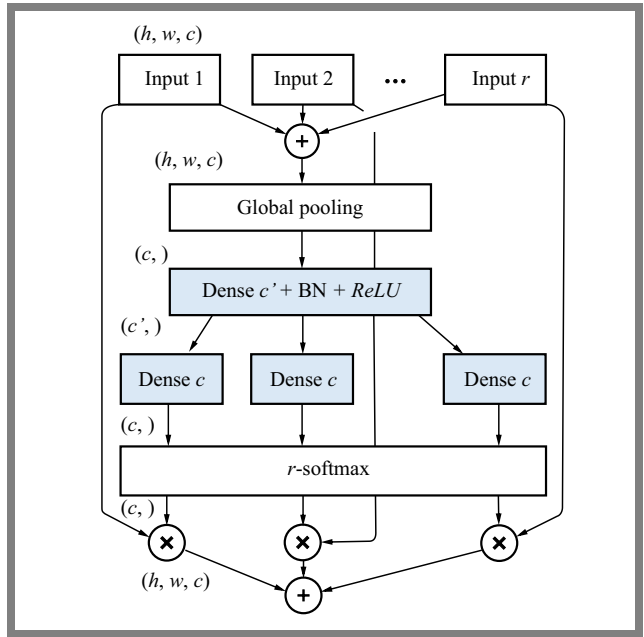 (h, w, c)
Input 1 Input 2 ... Input r
+
(h, w, c)
Global pooling
(c, )
Dense c’ + BN + ReLU
(c’, )
Dense c Dense c Dense c
(c, )
r-softmax
(c, )
× × ×
(h, w, c)
+